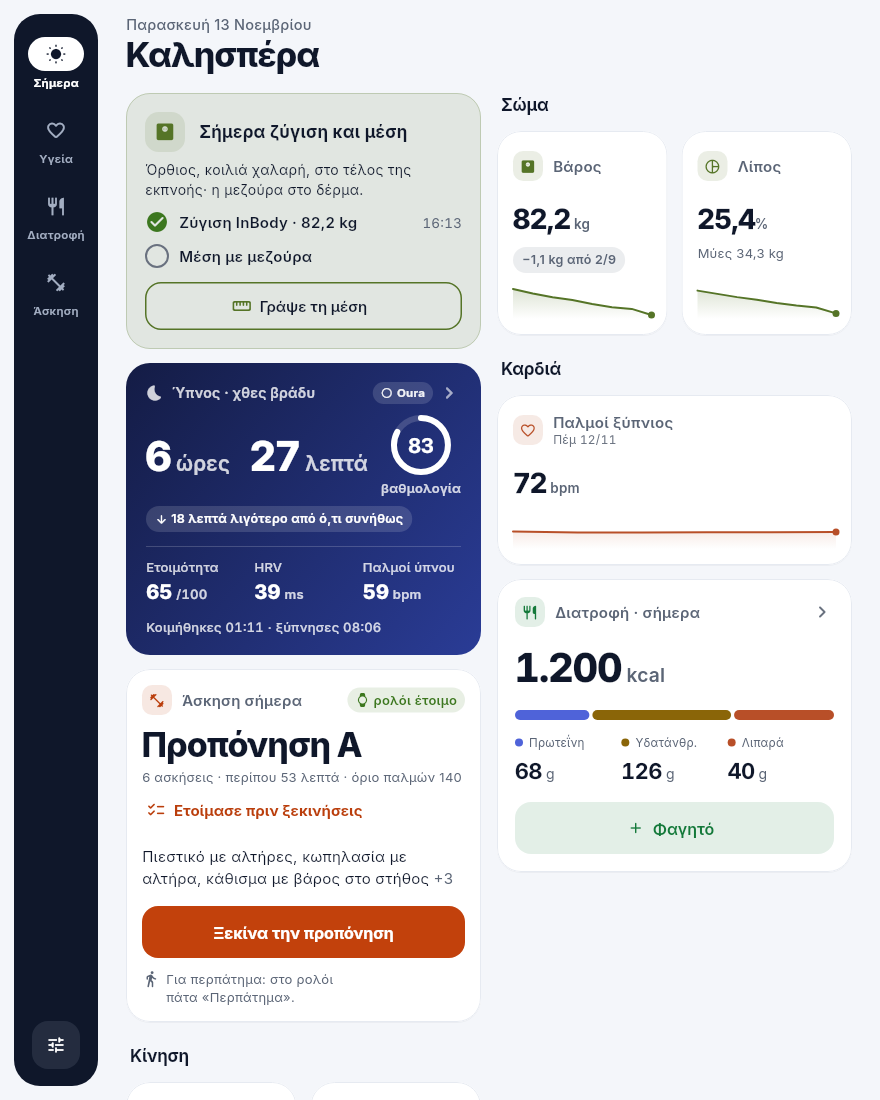 Παρασκευή 13 Νοεμβρίου
Καλησπέρα
Σήμερα
Υγεία
Διατροφή
Άσκηση
Σήμερα ζύγιση και μέση
Όρθιος, κοιλιά χαλαρή, στο τέλος της
εκπνοής· η μεζούρα στο δέρμα.
Ζύγιση InBody · 82,2 kg 16:13
Μέση με μεζούρα
Γράψε τη μέση
Ύπνος · χθες βράδυ Oura
6 ώρες 27 λεπτά 83
βαθμολογία
↓ 18 λεπτά λιγότερο από ό,τι συνήθως
Ετοιμότητα HRV Παλμοί ύπνου
65 /100 39 ms 59 bpm
Κοιμήθηκες 01:11 · ξύπνησες 08:06
Άσκηση σήμερα ρολόι έτοιμο
Προπόνηση Α
6 ασκήσεις · περίπου 53 λεπτά · όριο παλμών 140
Ετοίμασε πριν ξεκινήσεις
Πιεστικό με αλτήρες, κωπηλασία με
αλτήρα, κάθισμα με βάρος στο στήθος +3
Ξεκίνα την προπόνηση
Για περπάτημα: στο ρολόι
πάτα «Περπάτημα».
Κίνηση
Σώμα
Βάρος
82,2 kg
−1,1 kg από 2/9
Λίπος
25,4%
Μύες 34,3 kg
Καρδιά
Παλμοί ξύπνιος
Πέμ 12/11
72 bpm
Διατροφή · σήμερα
1.200 kcal
Πρωτεΐνη Υδατάνθρ. Λιπαρά
68 g 126 g 40 g
+ Φαγητό